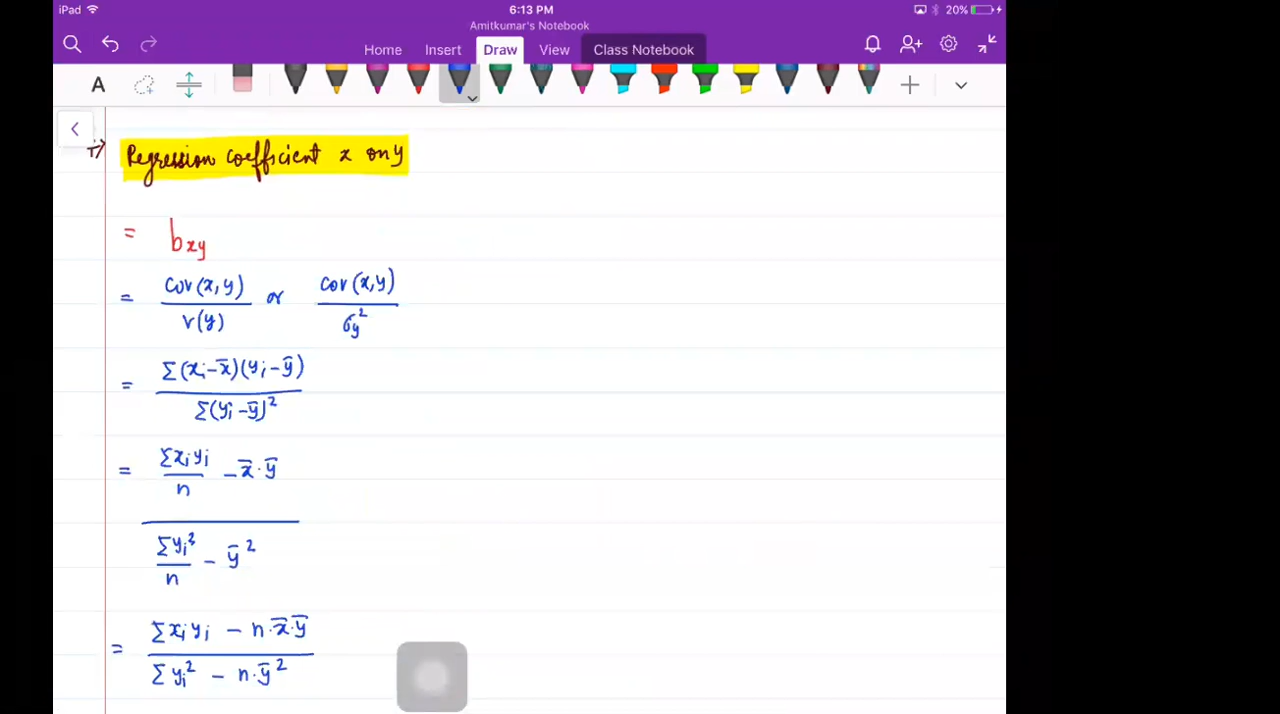 iPad 6:13 PM 20%
Amitkumar's Notebook
Home Insert Draw View Class Notebook
A
Regression coefficient x on y
= bxy
= cov(x,y) / v(y) or cov(x,y) / σy²
= Σ(xi-x̄)(yi-ȳ) / Σ(yi-ȳ)²
= (Σxiyi / n - x̄·ȳ) / (Σyi² / n - ȳ²)
= (Σxiyi - n·x̄·ȳ) / (Σyi² - n·ȳ²)